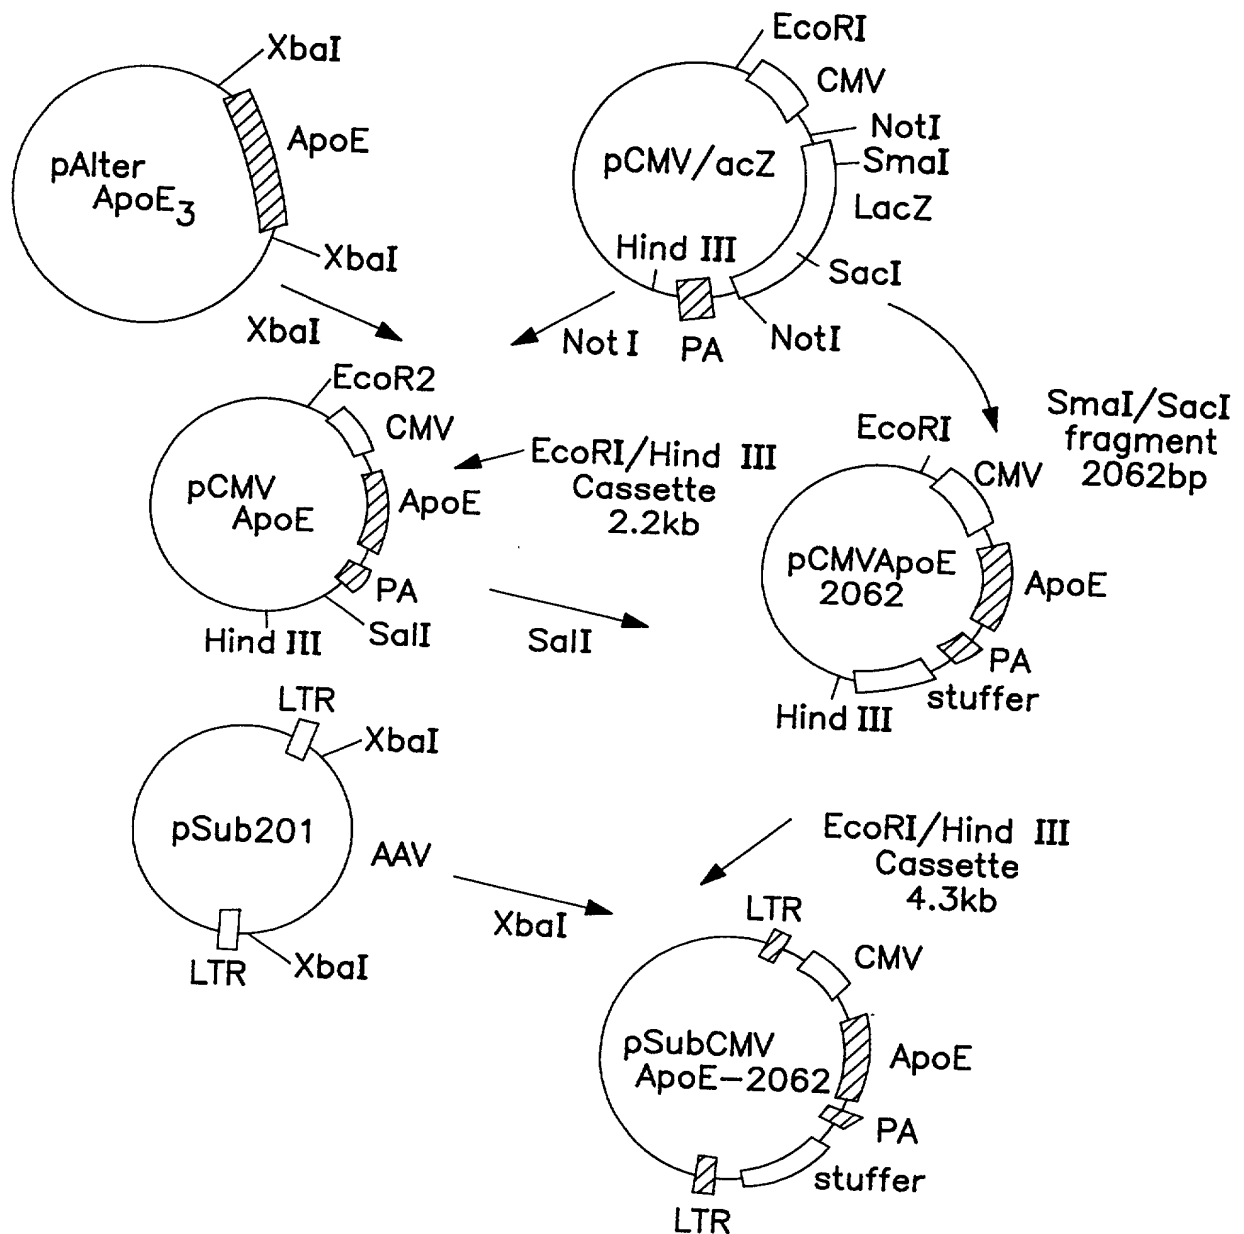 XbaI
ApoE
pAlter
ApoE3
XbaI
XbaI
EcoRI
CMV
NotI
SmaI
pCMV/acZ
LacZ
Hind III
SacI
NotI
PA
Not I
EcoR2
CMV
pCMV
ApoE
ApoE
PA
SalI
Hind III
EcoRI/Hind III
Cassette
2.2kb
SalI
SmaI/SacI
fragment
2062bp
EcoRI
CMV
pCMVApoE
2062
ApoE
PA
stuffer
Hind III
LTR
XbaI
pSub201
AAV
LTR
XbaI
XbaI
EcoRI/Hind III
Cassette
4.3kb
LTR
CMV
pSubCMV
ApoE-2062
ApoE
PA
stuffer
LTR